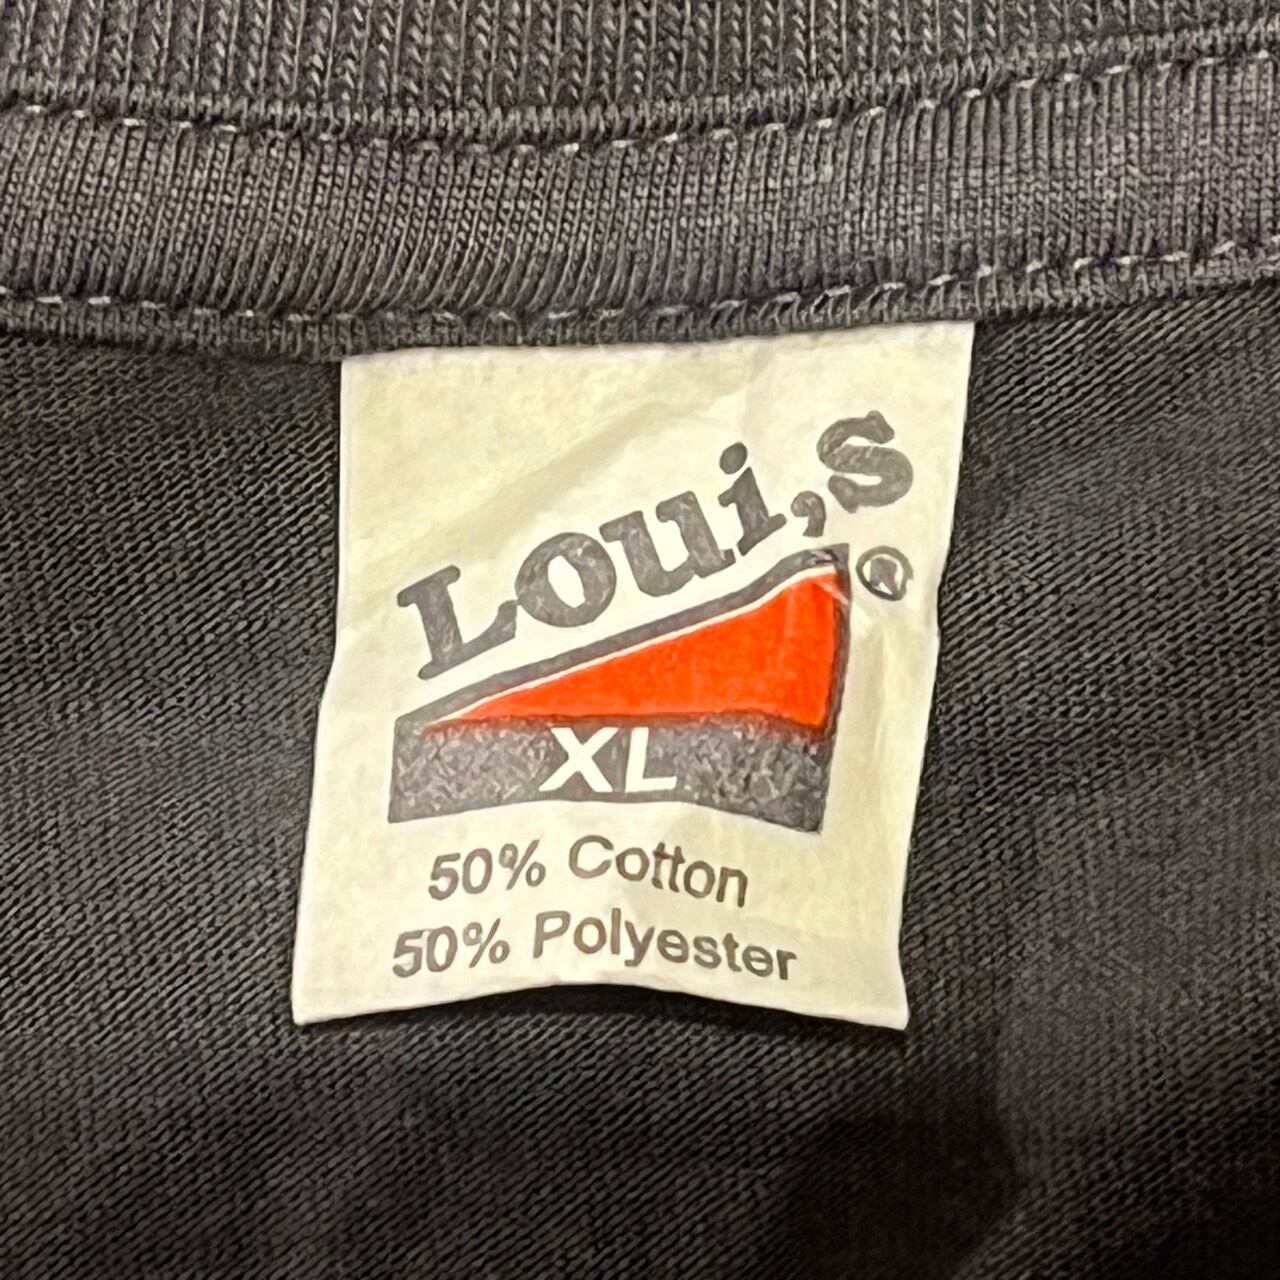 Loui,s ®
XL
50% Cotton
50% Polyester